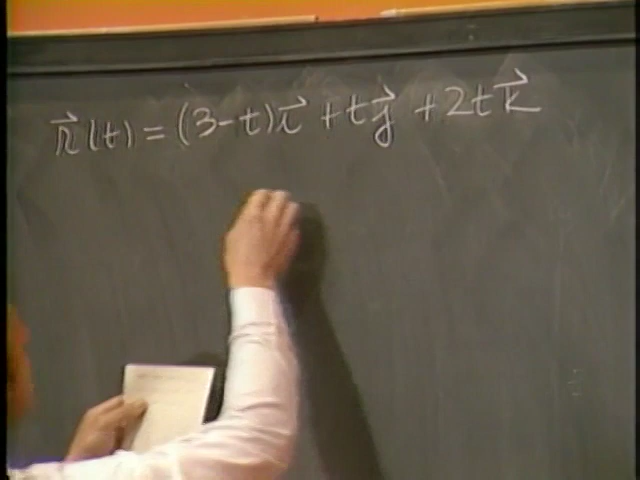 r⃗(t) = (3-t)i⃗ + tj⃗ + 2tk⃗